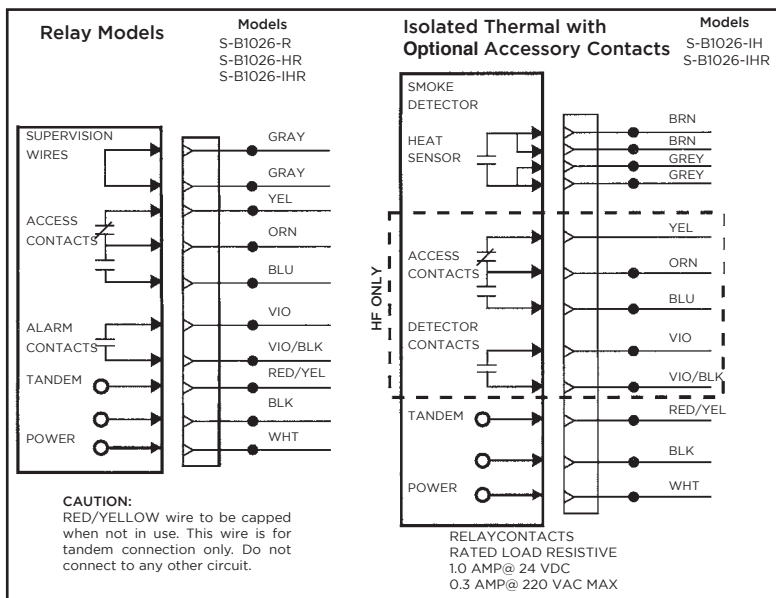 Relay Models
Models
S-B1026-R
S-B1026-HR
S-B1026-IHR
SUPERVISION
WIRES
ACCESS
CONTACTS
ALARM
CONTACTS
TANDEM
POWER
GRAY
GRAY
YEL
ORN
BLU
VIO
VIO/BLK
RED/YEL
BLK
WHT
CAUTION:
RED/YELLOW wire to be capped
when not in use. This wire is for
tandem connection only. Do not
connect to any other circuit.
Isolated Thermal with
Optional Accessory Contacts
Models
S-B1026-IH
S-B1026-IHR
SMOKE
DETECTOR
HEAT
SENSOR
HF ONLY
ACCESS
CONTACTS
DETECTOR
CONTACTS
TANDEM
POWER
BRN
BRN
GREY
GREY
YEL
ORN
BLU
VIO
VIO/BLK
RED/YEL
BLK
WHT
RELAYCONTACTS
RATED LOAD RESISTIVE
1.0 AMP@ 24 VDC
0.3 AMP@ 220 VAC MAX